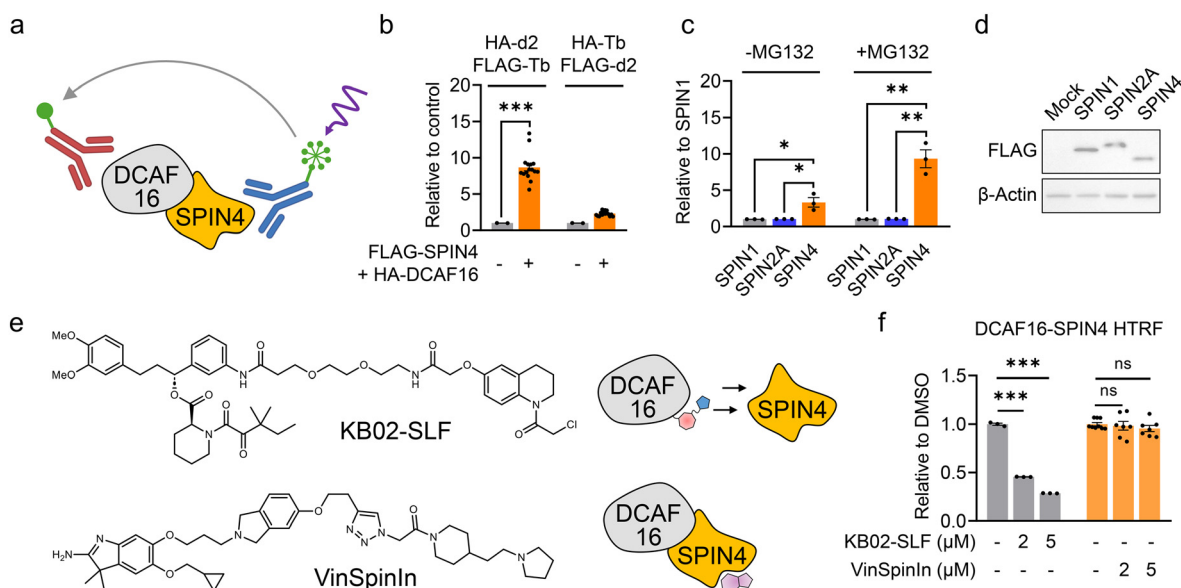 a
DCAF
16
SPIN4
b
HA-d2
FLAG-Tb
HA-Tb
FLAG-d2
Relative to control
20
15
10
5
0
***
FLAG-SPIN4
+ HA-DCAF16
- + - +
c
-MG132
+MG132
Relative to SPIN1
20
15
10
5
0
*
*
**
**
SPIN1
SPIN2A
SPIN4
SPIN1
SPIN2A
SPIN4
d
Mock
SPIN1
SPIN2A
SPIN4
FLAG
β-Actin
e
MeO
MeO
O
O
O
N
O
O
N
H
O
O
O
N
H
O
O
N
O
Cl
KB02-SLF
DCAF
16
SPIN4
H₂N
N
O
O
N
O
N
N=N
O
N
N
VinSpinIn
DCAF
16
SPIN4
f
DCAF16-SPIN4 HTRF
Relative to DMSO
1.5
1.0
0.5
0.0
***
***
ns
ns
KB02-SLF (μM) - 2 5 - - -
VinSpinIn (μM) - - - - 2 5